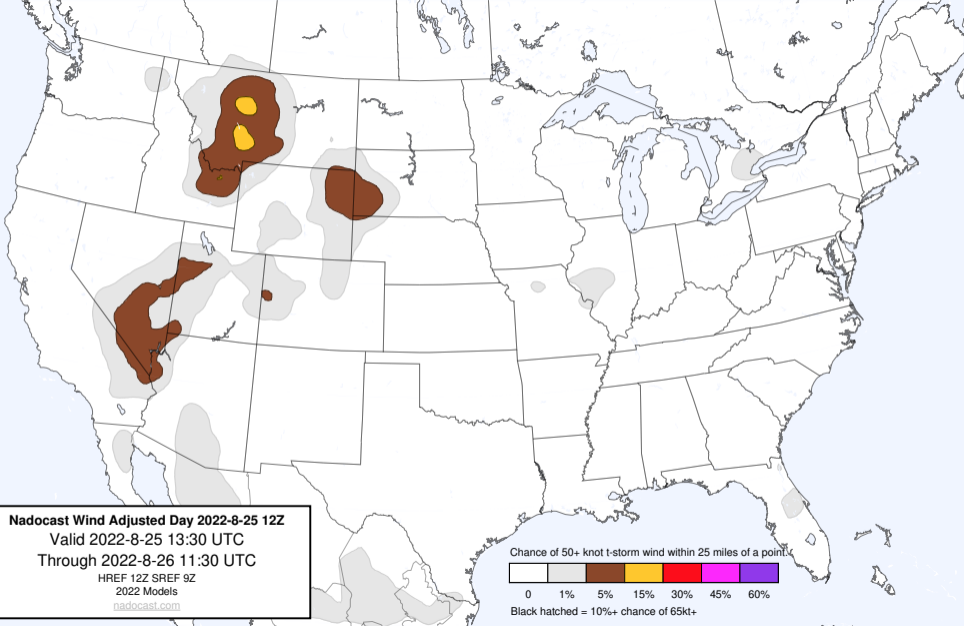 Nadocast Wind Adjusted Day 2022-8-25 12Z
Valid 2022-8-25 13:30 UTC
Through 2022-8-26 11:30 UTC
HREF 12Z SREF 9Z
2022 Models
nadocast.com
Chance of 50+ knot t-storm wind within 25 miles of a point.
0 1% 5% 15% 30% 45% 60%
Black hatched = 10%+ chance of 65kt+